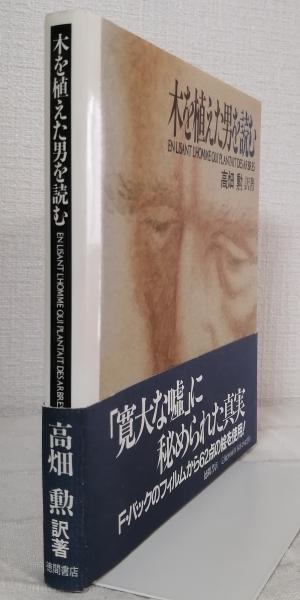 木を植えた男を読む
EN LISANT L'HOMME QUI PLANTAIT DES ARBRES
高畑 勲 訳著
徳間書店
木を植えた男を読む
EN LISANT L'HOMME QUI PLANTAIT DES ARBRES
高畑 勲 訳著
「寛大な嘘」に
秘められた真実
F・バックのフィルムから62点の絵を使用!